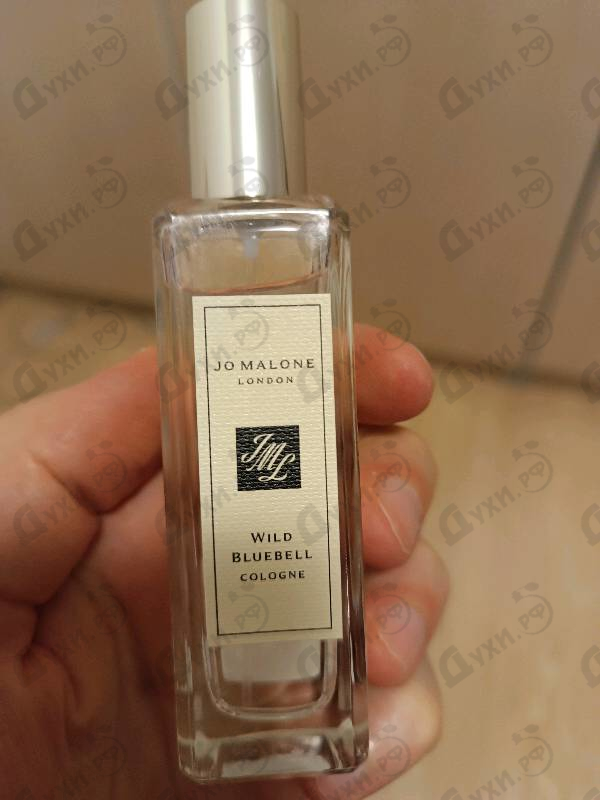 JO MALONE
LONDON
JML
WILD
BLUEBELL
COLOGNE
Духи.рф